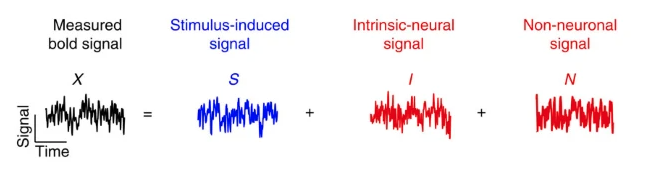 Measured
bold signal
Stimulus-induced
signal
Intrinsic-neural
signal
Non-neuronal
signal
X
S
I
N
Signal
=
+
+
Time